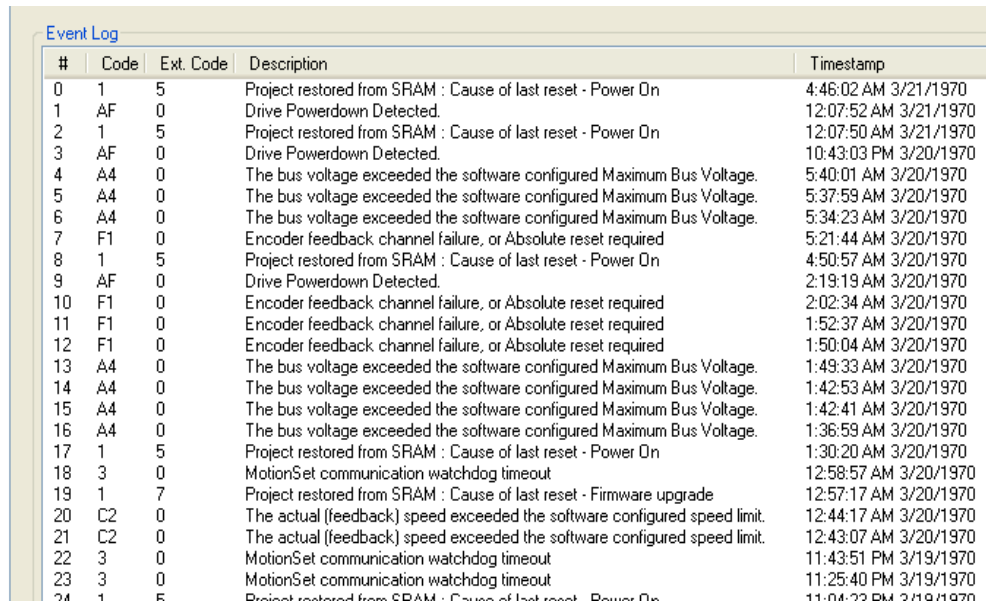 Event Log
# Code Ext. Code Description Timestamp
0 1 5 Project restored from SRAM : Cause of last reset - Power On 4:46:02 AM 3/21/1970
1 AF 0 Drive Powerdown Detected. 12:07:52 AM 3/21/1970
2 1 5 Project restored from SRAM : Cause of last reset - Power On 12:07:50 AM 3/21/1970
3 AF 0 Drive Powerdown Detected. 10:43:03 PM 3/20/1970
4 A4 0 The bus voltage exceeded the software configured Maximum Bus Voltage. 5:40:01 AM 3/20/1970
5 A4 0 The bus voltage exceeded the software configured Maximum Bus Voltage. 5:37:59 AM 3/20/1970
6 A4 0 The bus voltage exceeded the software configured Maximum Bus Voltage. 5:34:23 AM 3/20/1970
7 F1 0 Encoder feedback channel failure, or Absolute reset required 5:21:44 AM 3/20/1970
8 1 5 Project restored from SRAM : Cause of last reset - Power On 4:50:57 AM 3/20/1970
9 AF 0 Drive Powerdown Detected. 2:19:19 AM 3/20/1970
10 F1 0 Encoder feedback channel failure, or Absolute reset required 2:02:34 AM 3/20/1970
11 F1 0 Encoder feedback channel failure, or Absolute reset required 1:52:37 AM 3/20/1970
12 F1 0 Encoder feedback channel failure, or Absolute reset required 1:50:04 AM 3/20/1970
13 A4 0 The bus voltage exceeded the software configured Maximum Bus Voltage. 1:49:33 AM 3/20/1970
14 A4 0 The bus voltage exceeded the software configured Maximum Bus Voltage. 1:42:53 AM 3/20/1970
15 A4 0 The bus voltage exceeded the software configured Maximum Bus Voltage. 1:42:41 AM 3/20/1970
16 A4 0 The bus voltage exceeded the software configured Maximum Bus Voltage. 1:36:59 AM 3/20/1970
17 1 5 Project restored from SRAM : Cause of last reset - Power On 1:30:20 AM 3/20/1970
18 3 0 MotionSet communication watchdog timeout 12:58:57 AM 3/20/1970
19 1 7 Project restored from SRAM : Cause of last reset - Firmware upgrade 12:57:17 AM 3/20/1970
20 C2 0 The actual (feedback) speed exceeded the software configured speed limit. 12:44:17 AM 3/20/1970
21 C2 0 The actual (feedback) speed exceeded the software configured speed limit. 12:43:07 AM 3/20/1970
22 3 0 MotionSet communication watchdog timeout 11:43:51 PM 3/19/1970
23 3 0 MotionSet communication watchdog timeout 11:25:40 PM 3/19/1970
24 1 5 Project restored from SRAM : Cause of last reset - Power On 11:04:23 PM 3/19/1970